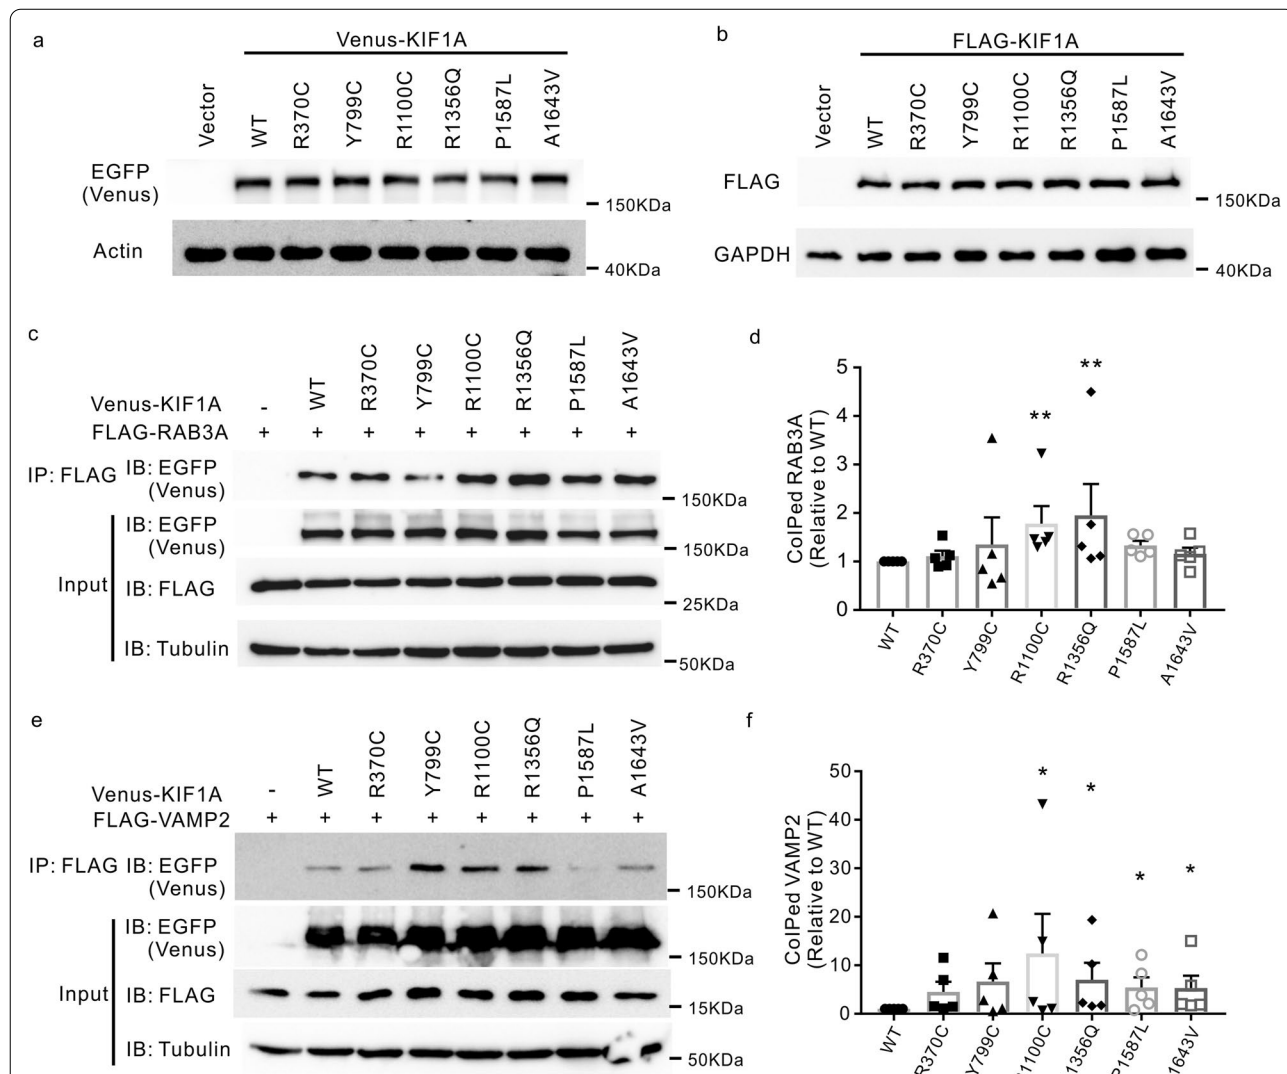 a
Venus-KIF1A
Vector
WT
R370C
Y799C
R1100C
R1356Q
P1587L
A1643V
EGFP
(Venus)
150KDa
Actin
40KDa
b
FLAG-KIF1A
Vector
WT
R370C
Y799C
R1100C
R1356Q
P1587L
A1643V
FLAG
150KDa
GAPDH
40KDa
c
WT
R370C
Y799C
R1100C
R1356Q
P1587L
A1643V
Venus-KIF1A -
FLAG-RAB3A + + + + + + + +
IP: FLAG IB: EGFP
(Venus)
150KDa
IB: EGFP
(Venus)
150KDa
Input IB: FLAG
25KDa
IB: Tubulin
50KDa
d
CoIPed RAB3A
(Relative to WT)
5
4
3
2
1
0
**
**
WT
R370C
Y799C
R1100C
R1356Q
P1587L
A1643V
e
WT
R370C
Y799C
R1100C
R1356Q
P1587L
A1643V
Venus-KIF1A -
FLAG-VAMP2 + + + + + + + +
IP: FLAG IB: EGFP
(Venus)
150KDa
IB: EGFP
(Venus)
150KDa
Input IB: FLAG
15KDa
IB: Tubulin
50KDa
f
CoIPed VAMP2
(Relative to WT)
50
40
30
20
10
0
*
*
*
*
WT
R370C
Y799C
1100C
1356Q
P1587L
1643V